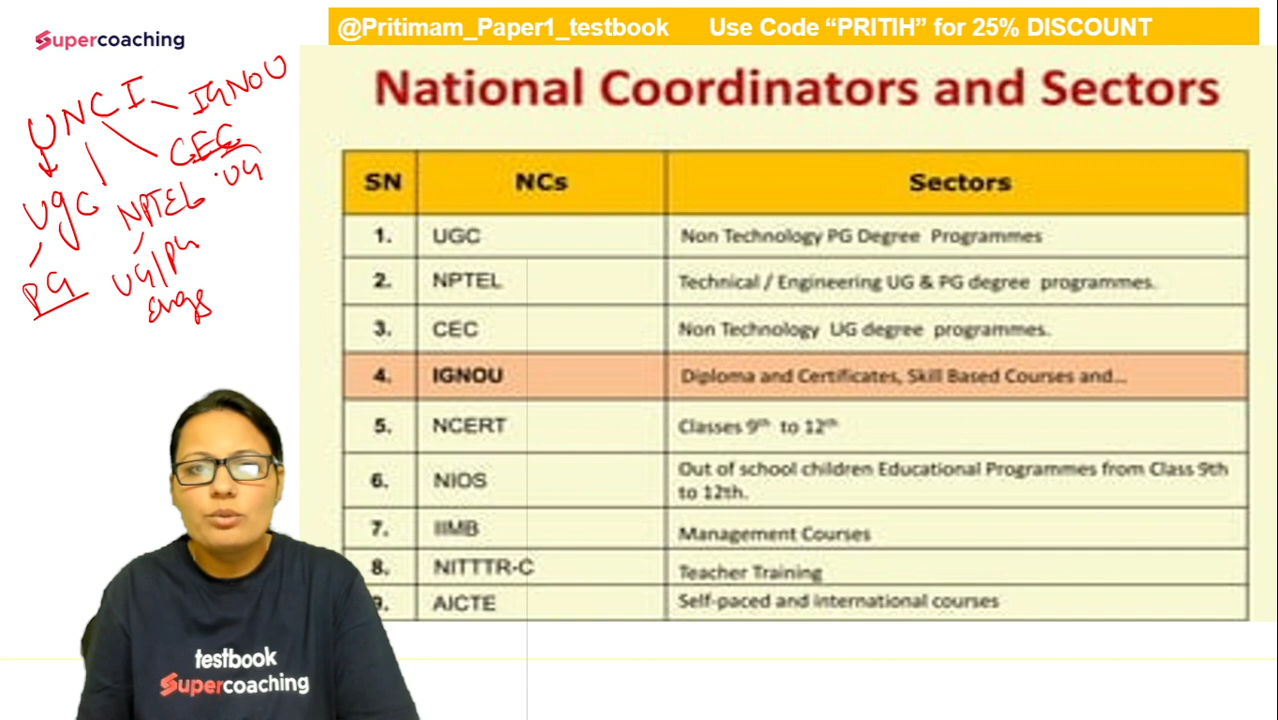 Supercoaching
@Pritimam_Paper1_testbook Use Code “PRITIH” for 25% DISCOUNT
National Coordinators and Sectors
SN NCs Sectors
1. UGC Non Technology PG Degree Programmes
2. NPTEL Technical / Engineering UG & PG degree programmes.
3. CEC Non Technology UG degree programmes.
4. IGNOU Diploma and Certificates, Skill Based Courses and...
5. NCERT Classes 9th to 12th
6. NIOS Out of school children Educational Programmes from Class 9th
to 12th.
7. IIMB Management Courses
8. NITTTR-C Teacher Training
9. AICTE Self-paced and international courses
UNCI
IGNOU
CEC
UG
UGC
NPTEL
PG
UG/PG
Engg
testbook
Supercoaching